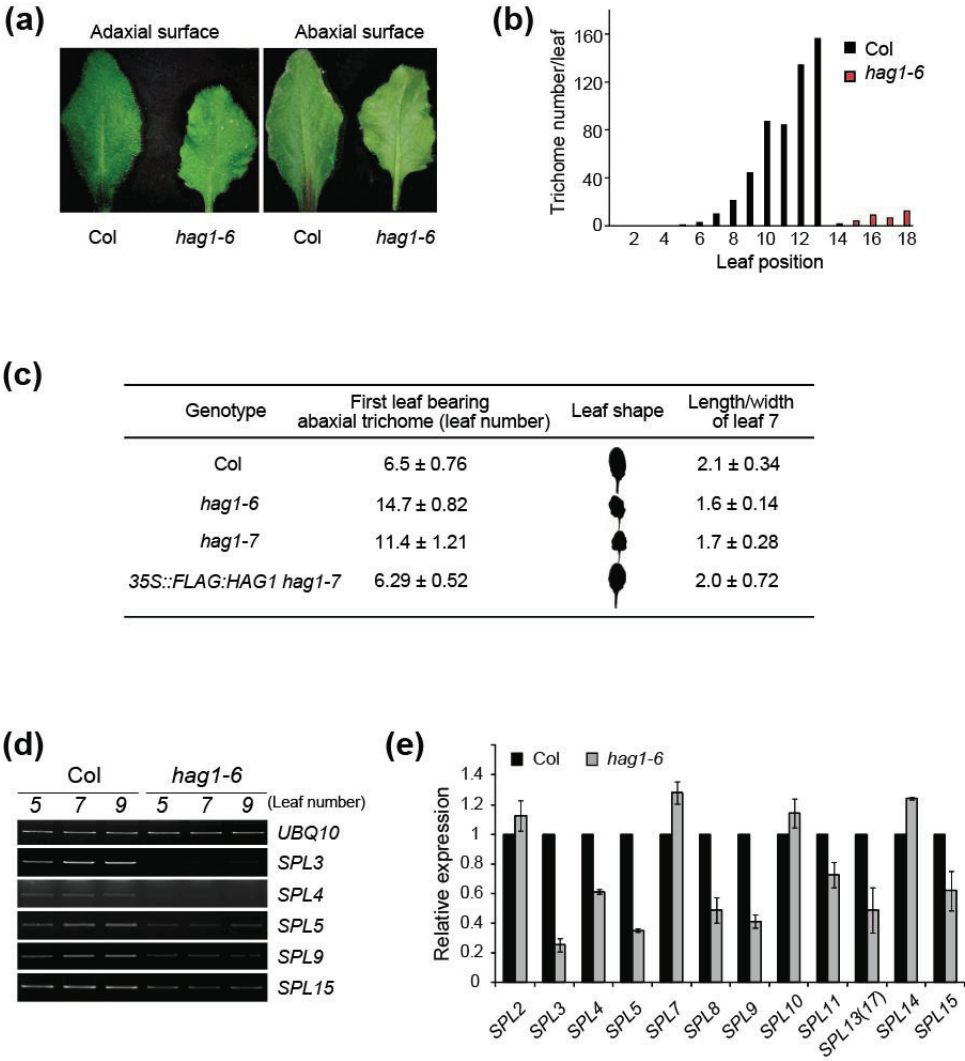 (a)
Adaxial surface Abaxial surface
Col hag1-6 Col hag1-6
(b)
Trichome number/leaf
160
120
80
40
0
2 4 6 8 10 12 14 16 18
Leaf position
Col
hag1-6
(c)
Genotype First leaf bearing abaxial trichome (leaf number) Leaf shape Length/width of leaf 7
Col 6.5 ± 0.76 2.1 ± 0.34
hag1-6 14.7 ± 0.82 1.6 ± 0.14
hag1-7 11.4 ± 1.21 1.7 ± 0.28
35S::FLAG:HAG1 hag1-7 6.29 ± 0.52 2.0 ± 0.72
(d)
Col hag1-6
5 7 9 5 7 9 (Leaf number)
UBQ10
SPL3
SPL4
SPL5
SPL9
SPL15
(e)
Col hag1-6
Relative expression
1.4
1.2
1
0.8
0.6
0.4
0.2
0
SPL2 SPL3 SPL4 SPL5 SPL7 SPL8 SPL9 SPL10 SPL11 SPL13(17) SPL14 SPL15